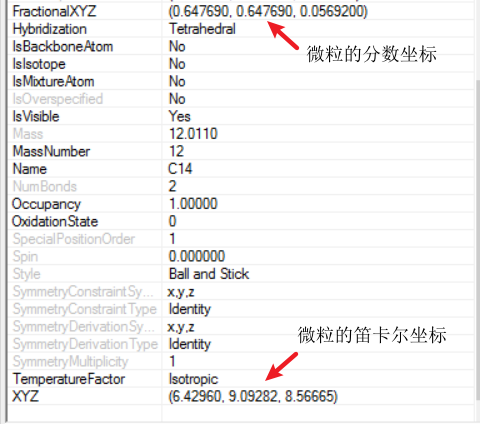 FractionalXYZ (0.647690, 0.647690, 0.0569200)
Hybridization Tetrahedral
微粒的分数坐标
IsBackboneAtom No
IsIsotope No
IsMixtureAtom No
IsOverspecified No
IsVisible Yes
Mass 12.0110
MassNumber 12
Name C14
NumBonds 2
Occupancy 1.00000
OxidationState 0
SpecialPositionOrder 1
Spin 0.000000
Style Ball and Stick
SymmetryConstraintSy... x,y,z
SymmetryConstraintType Identity
SymmetryDerivationSy... x,y,z
微粒的笛卡尔坐标
SymmetryDerivationType Identity
SymmetryMultiplicity 1
TemperatureFactor Isotropic
XYZ (6.42960, 9.09282, 8.56665)